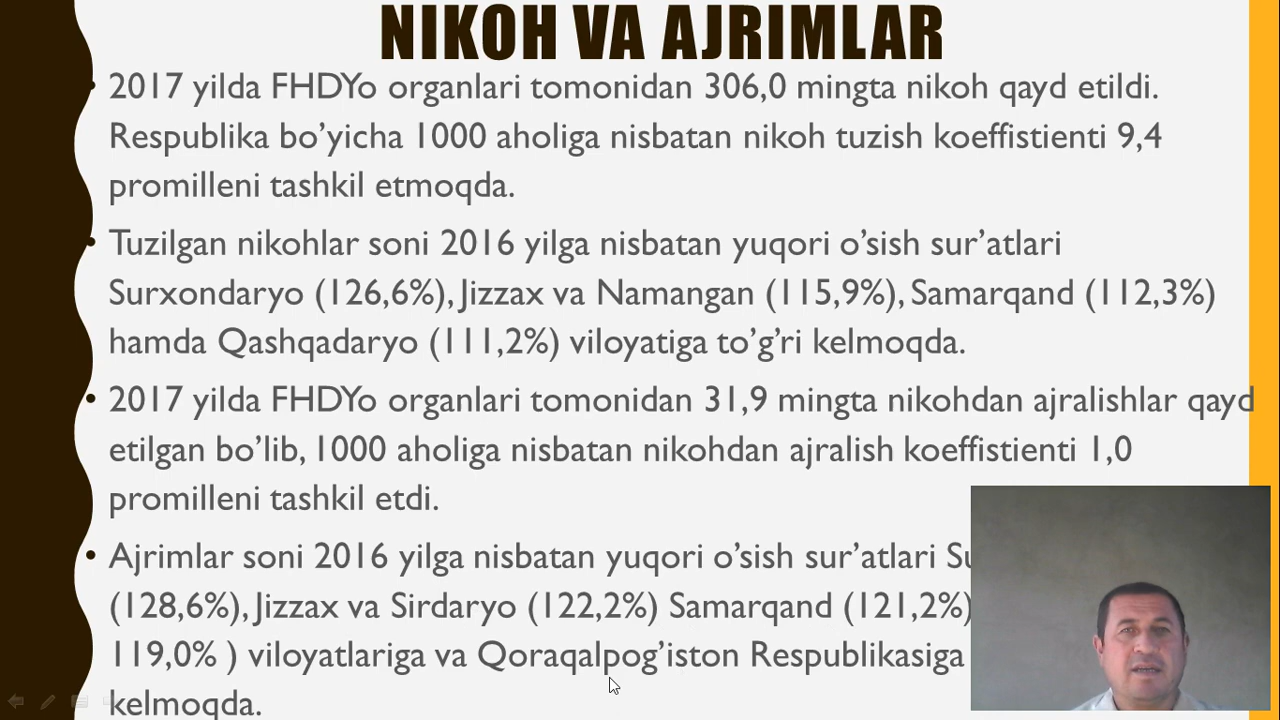 NIKOH VA AJRIMLAR
• 2017 yilda FHDYo organlari tomonidan 306,0 mingta nikoh qayd etildi.
Respublika bo’yicha 1000 aholiga nisbatan nikoh tuzish koeffistienti 9,4
promilleni tashkil etmoqda.
• Tuzilgan nikohlar soni 2016 yilga nisbatan yuqori o’sish sur’atlari
Surxondaryo (126,6%), Jizzax va Namangan (115,9%), Samarqand (112,3%)
hamda Qashqadaryo (111,2%) viloyatiga to’g’ri kelmoqda.
• 2017 yilda FHDYo organlari tomonidan 31,9 mingta nikohdan ajralishlar qayd
etilgan bo’lib, 1000 aholiga nisbatan nikohdan ajralish koeffistienti 1,0
promilleni tashkil etdi.
• Ajrimlar soni 2016 yilga nisbatan yuqori o’sish sur’atlari
(128,6%), Jizzax va Sirdaryo (122,2%) Samarqand (121,2%)
119,0% ) viloyatlariga va Qoraqalpog’iston Respublikasiga
kelmoqda.